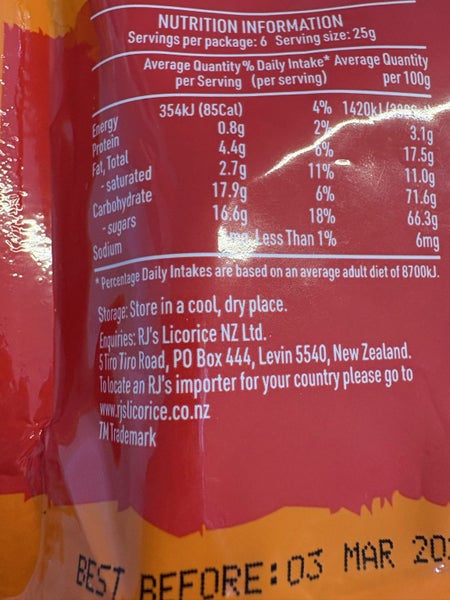 NUTRITION INFORMATION
Servings per package: 6 Serving size: 25g
Average Quantity % Daily Intake* Average Quantity
per Serving (per serving) per 100g
Energy 354kJ (85Cal) 4% 1420kJ
Protein 0.8g 2% 3.1g
Fat, Total 4.4g 6% 17.5g
- saturated 2.7g 11% 11.0g
Carbohydrate 17.9g 6% 71.6g
- sugars 16.6g 18% 66.3g
Sodium Less Than 1% 6mg
* Percentage Daily Intakes are based on an average adult diet of 8700kJ.
Storage: Store in a cool, dry place.
Enquiries: RJ's Licorice NZ Ltd.
5 Tiro Tiro Road, PO Box 444, Levin 5540, New Zealand.
To locate an RJ's importer for your country please go to
www.rjslicorice.co.nz
TM Trademark
BEST BEFORE: 03 MAR